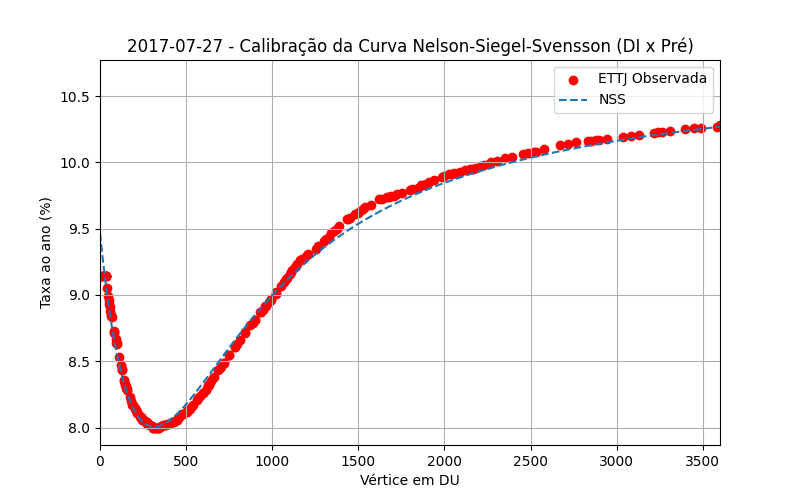 2017-07-27 - Calibração da Curva Nelson-Siegel-Svensson (DI x Pré)
ETTJ Observada
NSS
Taxa ao ano (%)
10.5
10.0
9.5
9.0
8.5
8.0
0 500 1000 1500 2000 2500 3000 3500
Vértice em DU